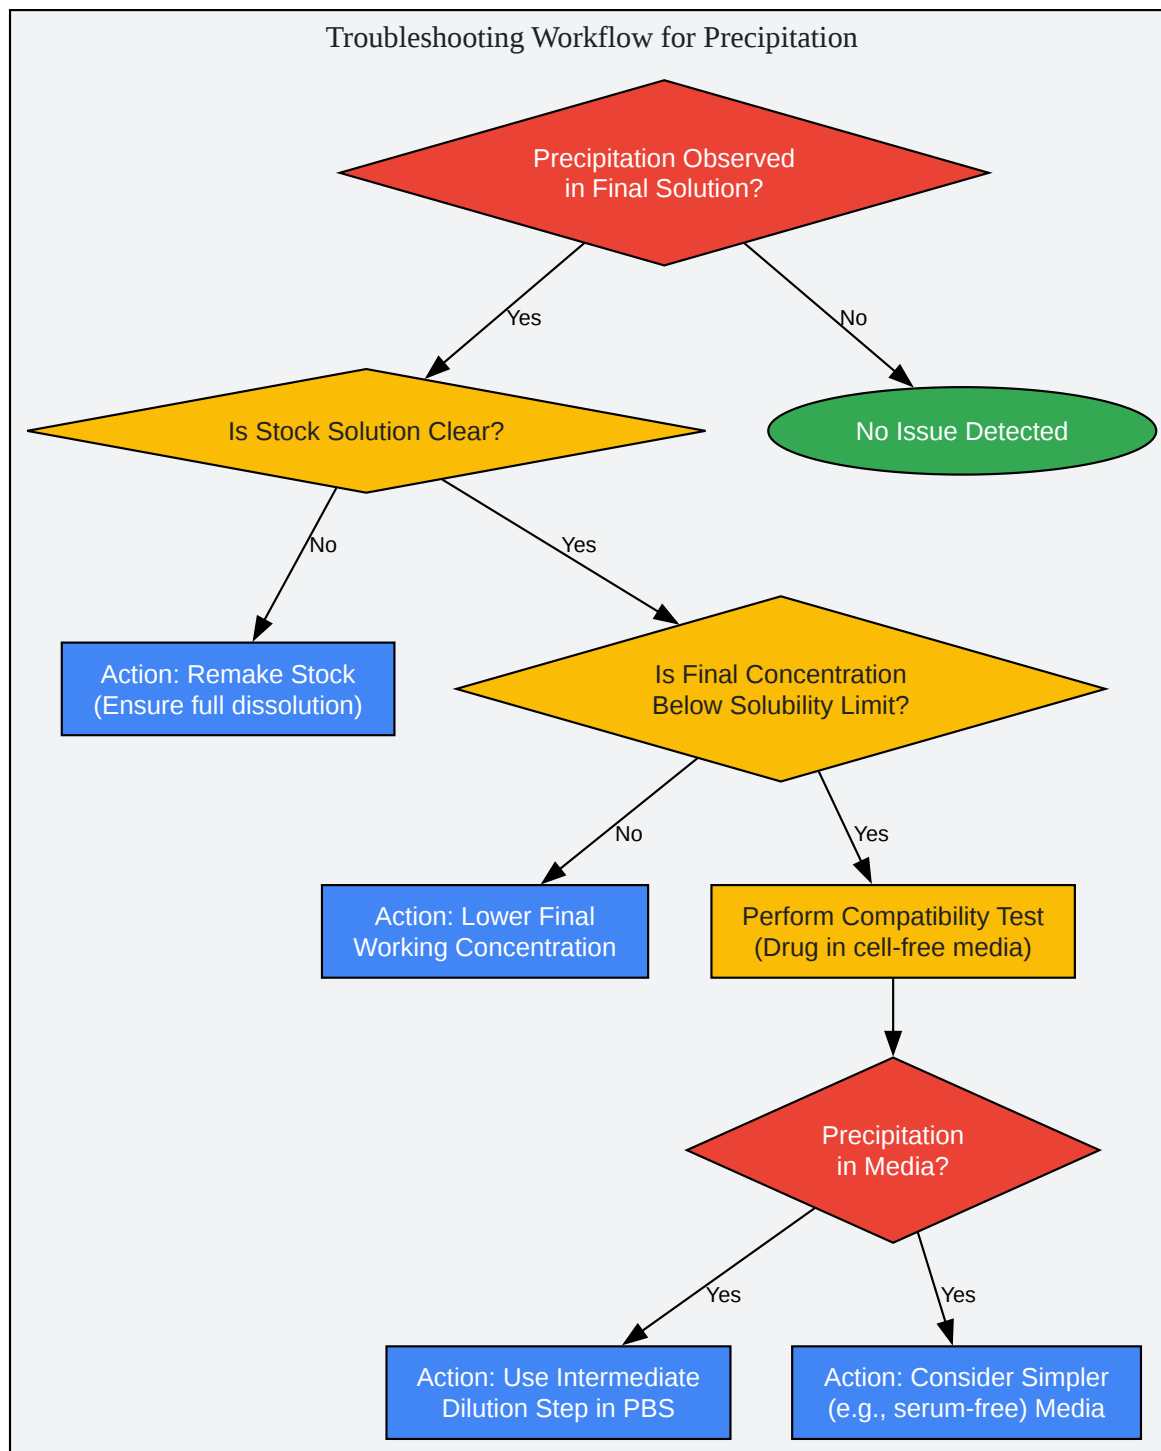 Troubleshooting Workflow for Precipitation
Precipitation Observed
in Final Solution?
Yes
No
Is Stock Solution Clear?
No Issue Detected
No
Yes
Action: Remake Stock
(Ensure full dissolution)
Is Final Concentration
Below Solubility Limit?
No
Yes
Action: Lower Final
Working Concentration
Perform Compatibility Test
(Drug in cell-free media)
Precipitation
in Media?
Yes
Yes
Action: Use Intermediate
Dilution Step in PBS
Action: Consider Simpler
(e.g., serum-free) Media